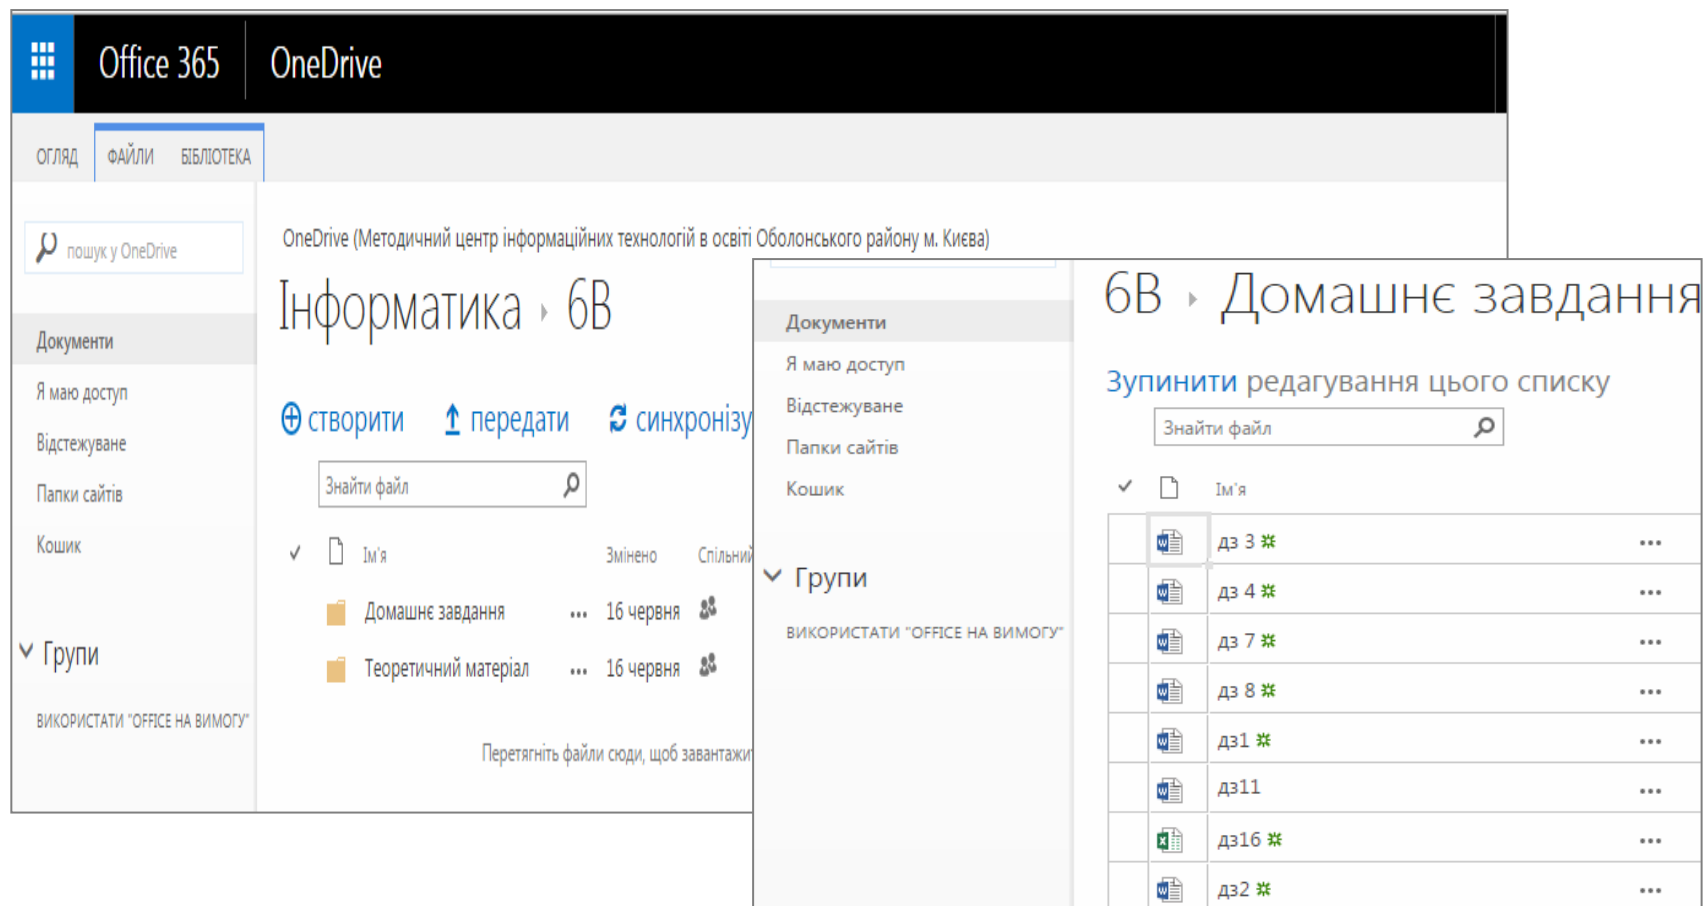 Office 365 OneDrive
ОГЛЯД ФАЙЛИ БІБЛІОТЕКА
пошук у OneDrive
Документи
Я маю доступ
Відстежуване
Папки сайтів
Кошик
Групи
ВИКОРИСТАТИ "OFFICE НА ВИМОГУ"
OneDrive (Методичний центр інформаційних технологій в освіті Оболонського району м. Києва)
Інформатика 6В
створити передати синхронізу
Знайти файл
Ім'я Змінено Спільний
Домашнє завдання ... 16 червня
Теоретичний матеріал ... 16 червня
Перетягніть файли сюди, щоб завантажи
Документи
Я маю доступ
Відстежуване
Папки сайтів
Кошик
Групи
ВИКОРИСТАТИ "OFFICE НА ВИМОГУ"
6В Домашнє завдання
Зупинити редагування цього списку
Знайти файл
Ім'я
дз 3 ...
дз 4 ...
дз 7 ...
дз 8 ...
дз1 ...
дз11 ...
дз16 ...
дз2 ...